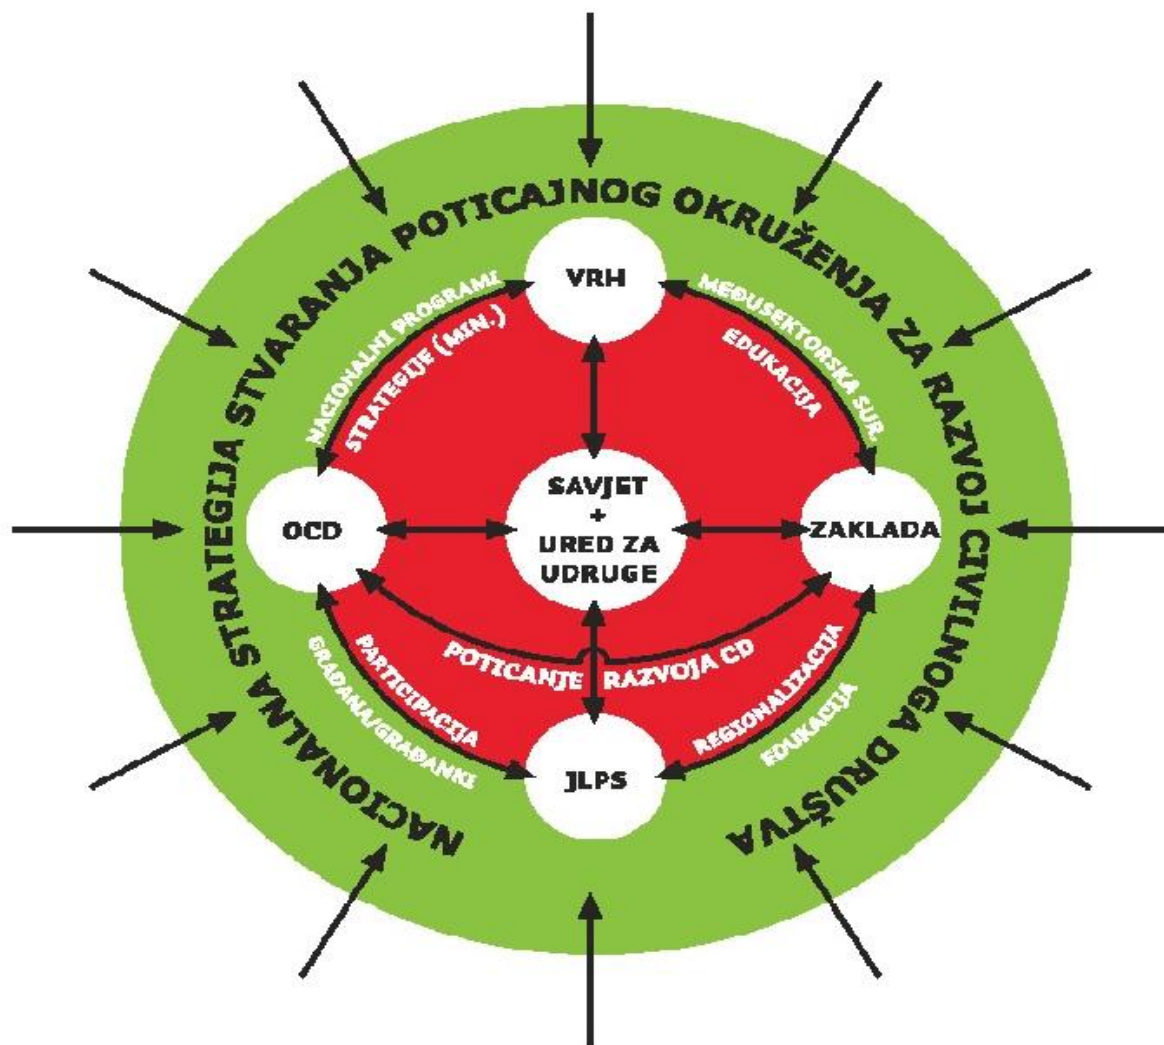 NACIONALNA STRATEGIJA STVARANJA POTICAJNOG OKRUŽENJA ZA RAZVOJ CIVILNOGA DRUŠTVA
VRH
NACIONALNI PROGRAMI
STRATEGIJE (MIN.)
MEĐUSEKTORSKA SUR.
EDUKACIJA
OCD
SAVJET
+
URED ZA
UDRUGE
ZAKLADA
POTICANJE RAZVOJA CD
PARTICIPACIJA
GRAĐANA/GRAĐANKI
REGIONALIZACIJA
EDUKACIJA
JLPS